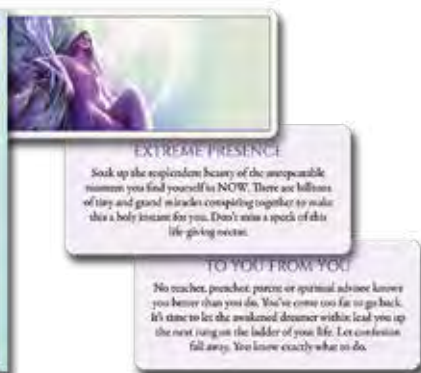 EXTREME PRESENCE
Soak up the resplendent beauty of the unrepeatable
moment you find yourself in NOW. There are billions
of tiny and grand miracles conspiring together to make
this a holy instant for you. Don't miss a speck of this
life-giving nectar.
TO YOU FROM YOU
No teacher, preacher, parent or spiritual advisor knows
you better than you do. You've come too far to go back.
It's time to let the awakened dreamer within lead you up
the next rung on the ladder of your life. Let confusion
fall away. You know exactly what to do.